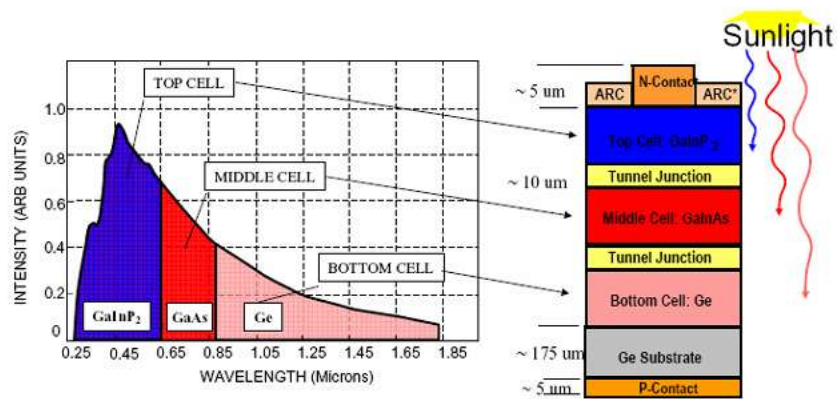 TOP CELL
MIDDLE CELL
BOTTOM CELL
INTENSITY (ARB UNITS)
1.0
0.8
0.6
0.4
0.2
0
GaInP2
GaAs
Ge
0.25 0.45 0.65 0.85 1.05 1.25 1.45 1.65 1.85
WAVELENGTH (Microns)
Sunlight
~ 5 um
N-Contact
ARC
ARC*
Top Cell: GaInP2
Tunnel Junction
~ 10 um
Middle Cell: GaInAs
Tunnel Junction
Bottom Cell: Ge
~ 175 um
Ge Substrate
~ 5 um
P-Contact